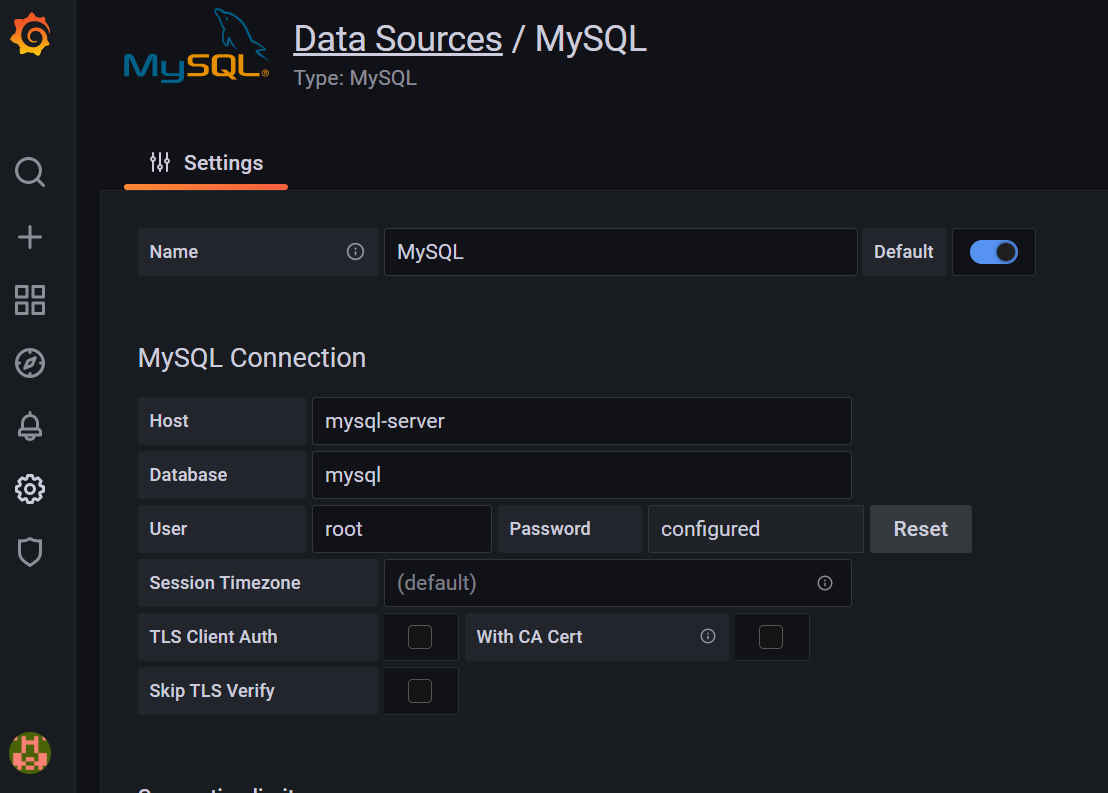 MySQL®
Data Sources / MySQL
Type: MySQL
Settings
Name MySQL Default
MySQL Connection
Host mysql-server
Database mysql
User root Password configured Reset
Session Timezone (default)
TLS Client Auth With CA Cert
Skip TLS Verify